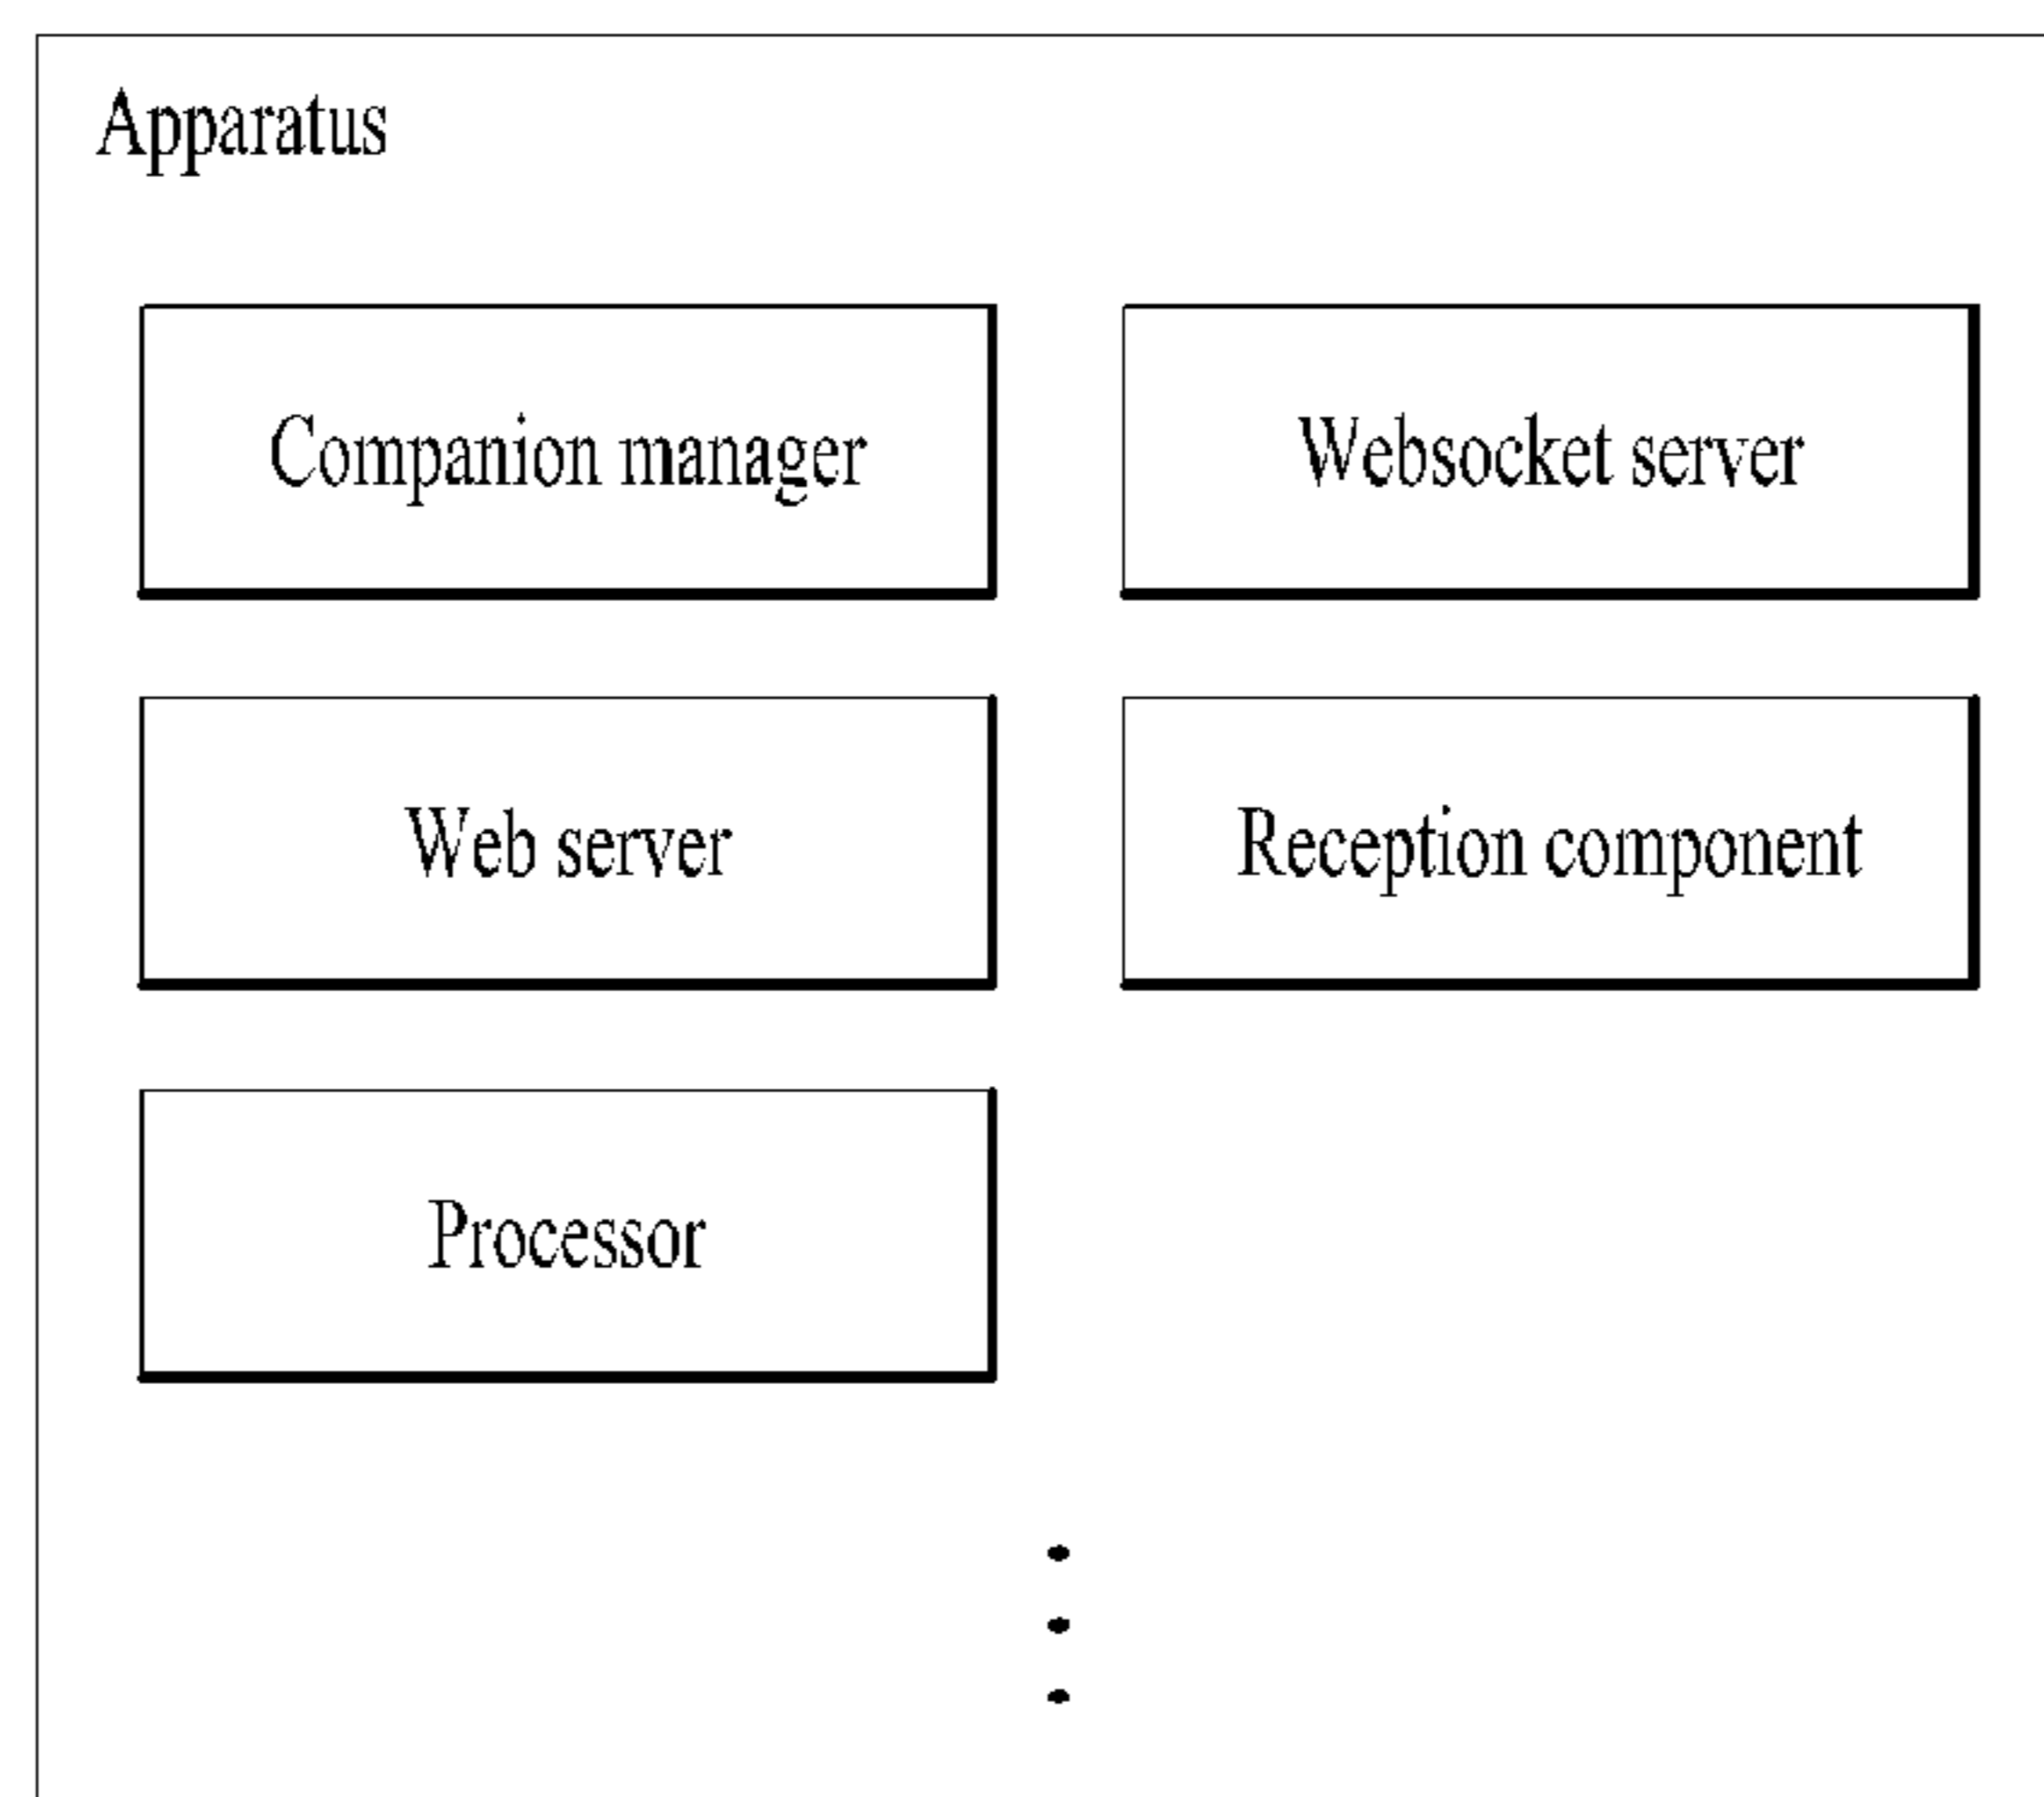 Apparatus
Companion manager
Websocket server
Web server
Reception component
Processor